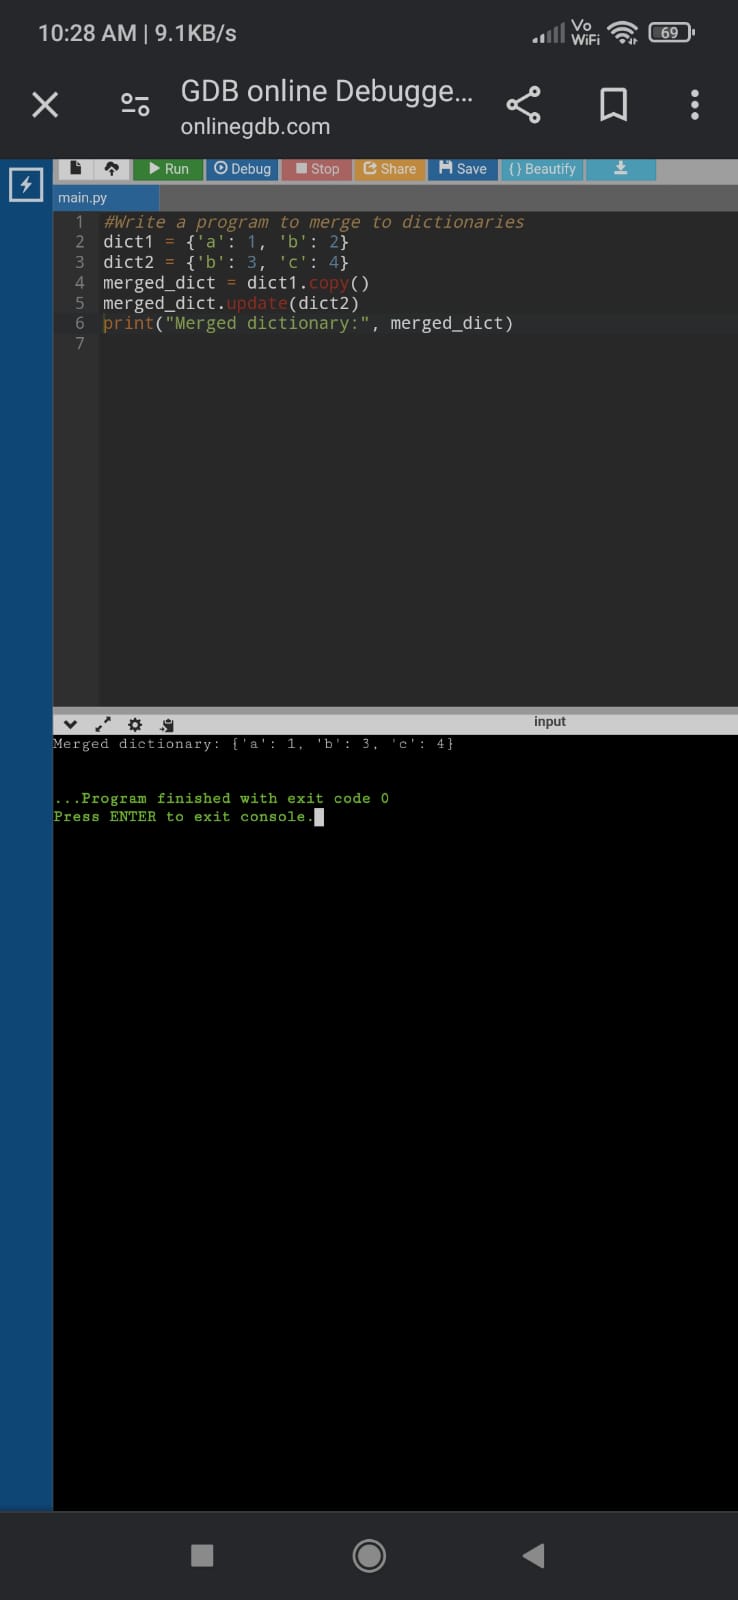 10:28 AM | 9.1KB/s
Vo WiFi
69
GDB online Debugge...
onlinegdb.com
Run Debug Stop Share Save {} Beautify
main.py
1 #Write a program to merge to dictionaries
2 dict1 = {'a': 1, 'b': 2}
3 dict2 = {'b': 3, 'c': 4}
4 merged_dict = dict1.copy()
5 merged_dict.update(dict2)
6 print("Merged dictionary:", merged_dict)
7
input
Merged dictionary: {'a': 1, 'b': 3, 'c': 4}
...Program finished with exit code 0
Press ENTER to exit console.